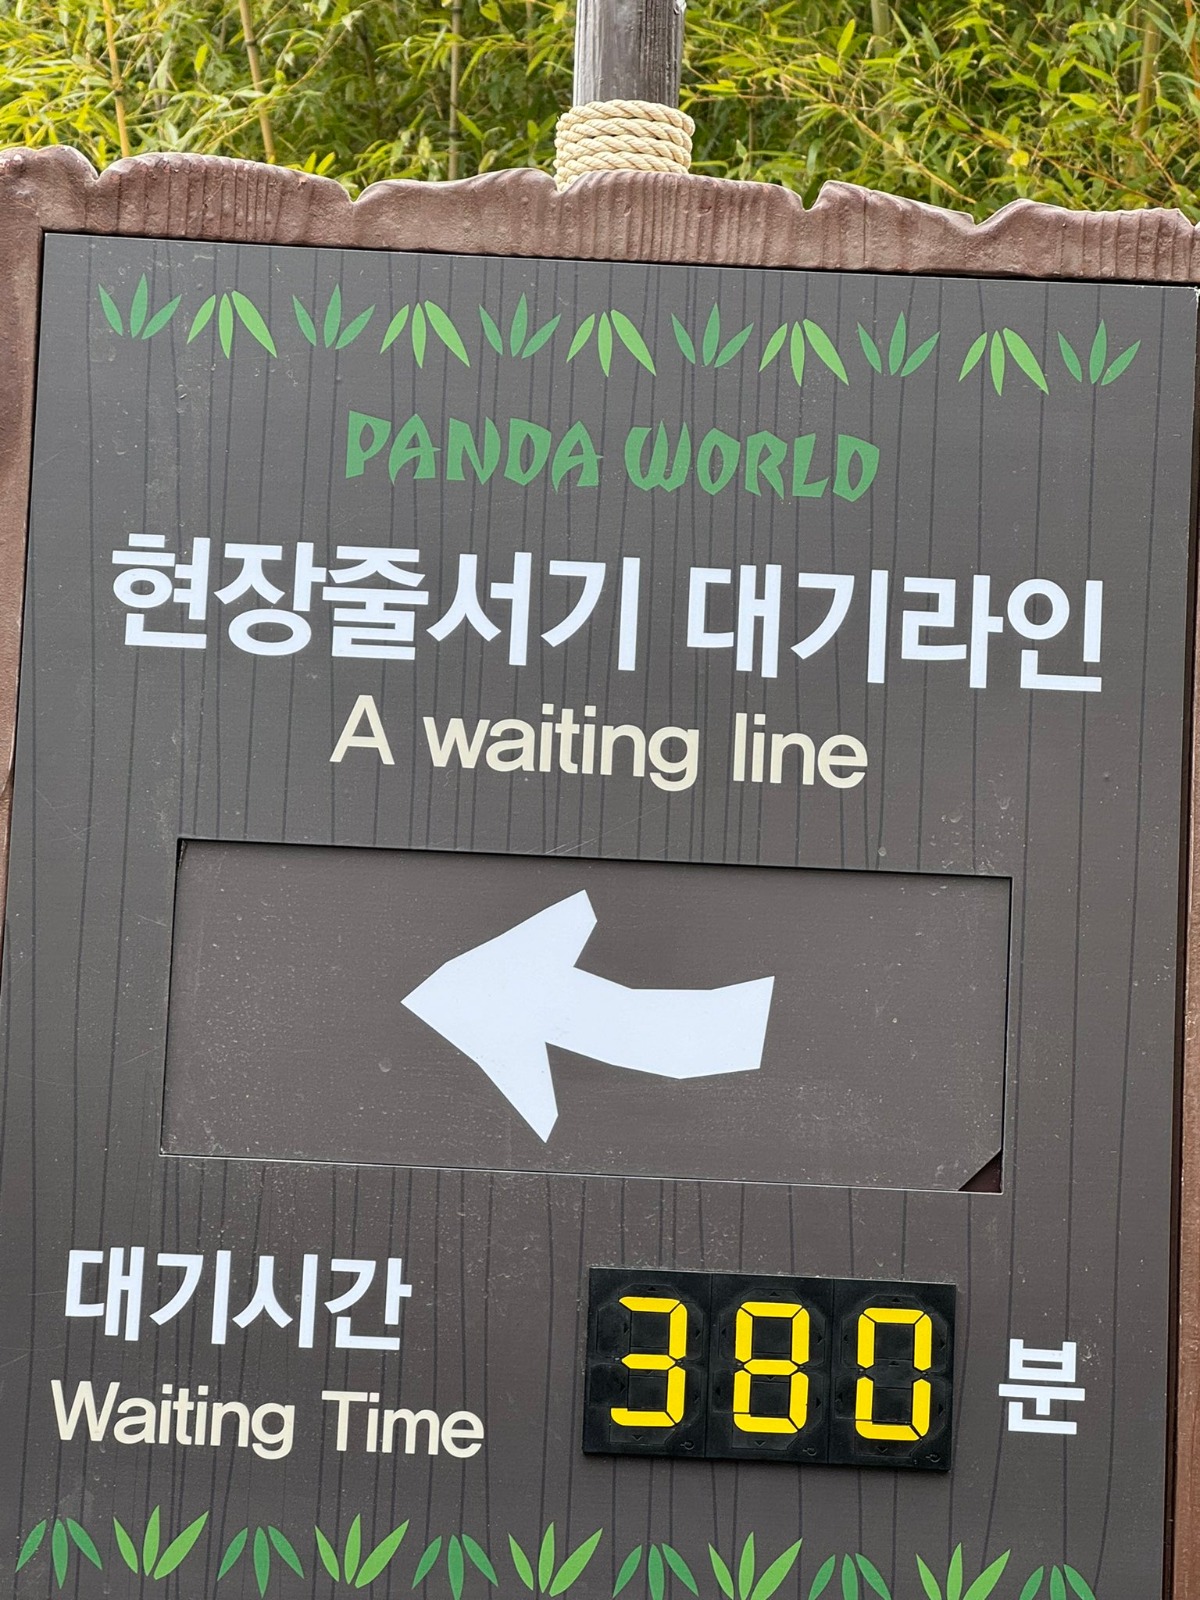 PANDA WORLD
현장줄서기 대기라인
A waiting line
대기시간
Waiting Time
380 분